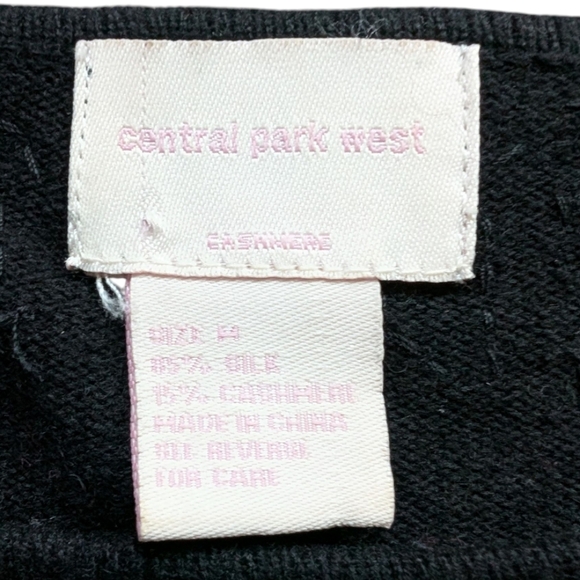 central park west
CASHMERE
SIZE M
85% SILK
15% CASHMERE
MADE IN CHINA
SEE REVERSE
FOR CARE